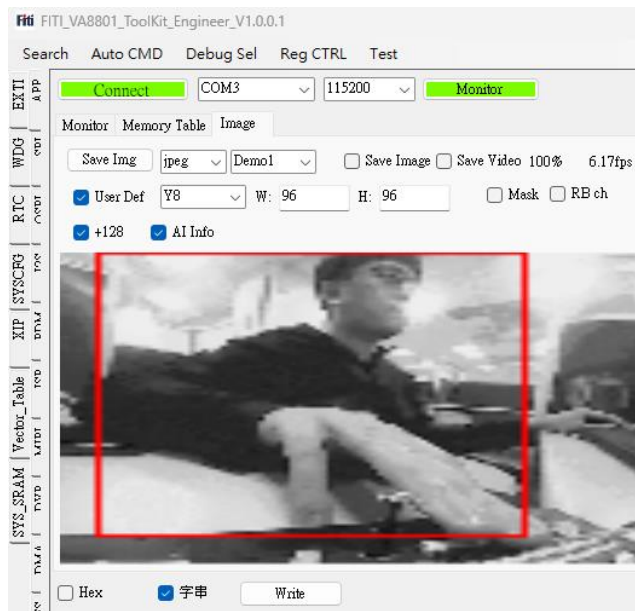 Fiti FITI_VA8801_ToolKit_Engineer_V1.0.0.1
Search Auto CMD Debug Sel Reg CTRL Test
Connect COM3 115200 Monitor
Monitor Memory Table Image
Save Img jpeg Demo1 Save Image Save Video 100% 6.17fps
User Def Y8 W: 96 H: 96 Mask RB ch
+128 AI Info
EXTI
WDG
RTC
SYSCFG
XIP
Vector_Table
SYS_SRAM
APP
Hex 字串 Write